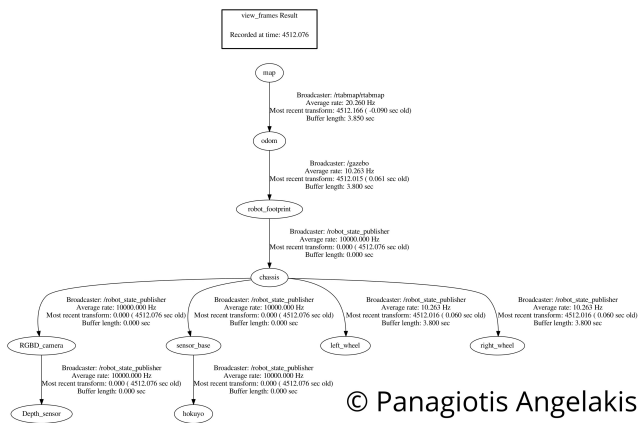 view_frames Result
Recorded at time: 4512.076
map
Broadcaster: /rtabmap/rtabmap
Average rate: 20.260 Hz
Most recent transform: 4512.166 ( -0.090 sec old)
Buffer length: 3.850 sec
odom
Broadcaster: /gazebo
Average rate: 10.263 Hz
Most recent transform: 4512.015 ( 0.061 sec old)
Buffer length: 3.800 sec
robot_footprint
Broadcaster: /robot_state_publisher
Average rate: 10000.000 Hz
Most recent transform: 0.000 ( 4512.076 sec old)
Buffer length: 0.000 sec
chassis
Broadcaster: /robot_state_publisher
Average rate: 10000.000 Hz
Most recent transform: 0.000 ( 4512.076 sec old)
Buffer length: 0.000 sec
Broadcaster: /robot_state_publisher
Average rate: 10000.000 Hz
Most recent transform: 0.000 ( 4512.076 sec old)
Buffer length: 0.000 sec
Broadcaster: /robot_state_publisher
Average rate: 10.263 Hz
Most recent transform: 4512.016 ( 0.060 sec old)
Buffer length: 3.800 sec
Broadcaster: /robot_state_publisher
Average rate: 10.263 Hz
Most recent transform: 4512.016 ( 0.060 sec old)
Buffer length: 3.800 sec
RGBD_camera
sensor_base
left_wheel
right_wheel
Broadcaster: /robot_state_publisher
Average rate: 10000.000 Hz
Most recent transform: 0.000 ( 4512.076 sec old)
Buffer length: 0.000 sec
Broadcaster: /robot_state_publisher
Average rate: 10000.000 Hz
Most recent transform: 0.000 ( 4512.076 sec old)
Buffer length: 0.000 sec
Depth_sensor
hokuyo
© Panagiotis Angelakis